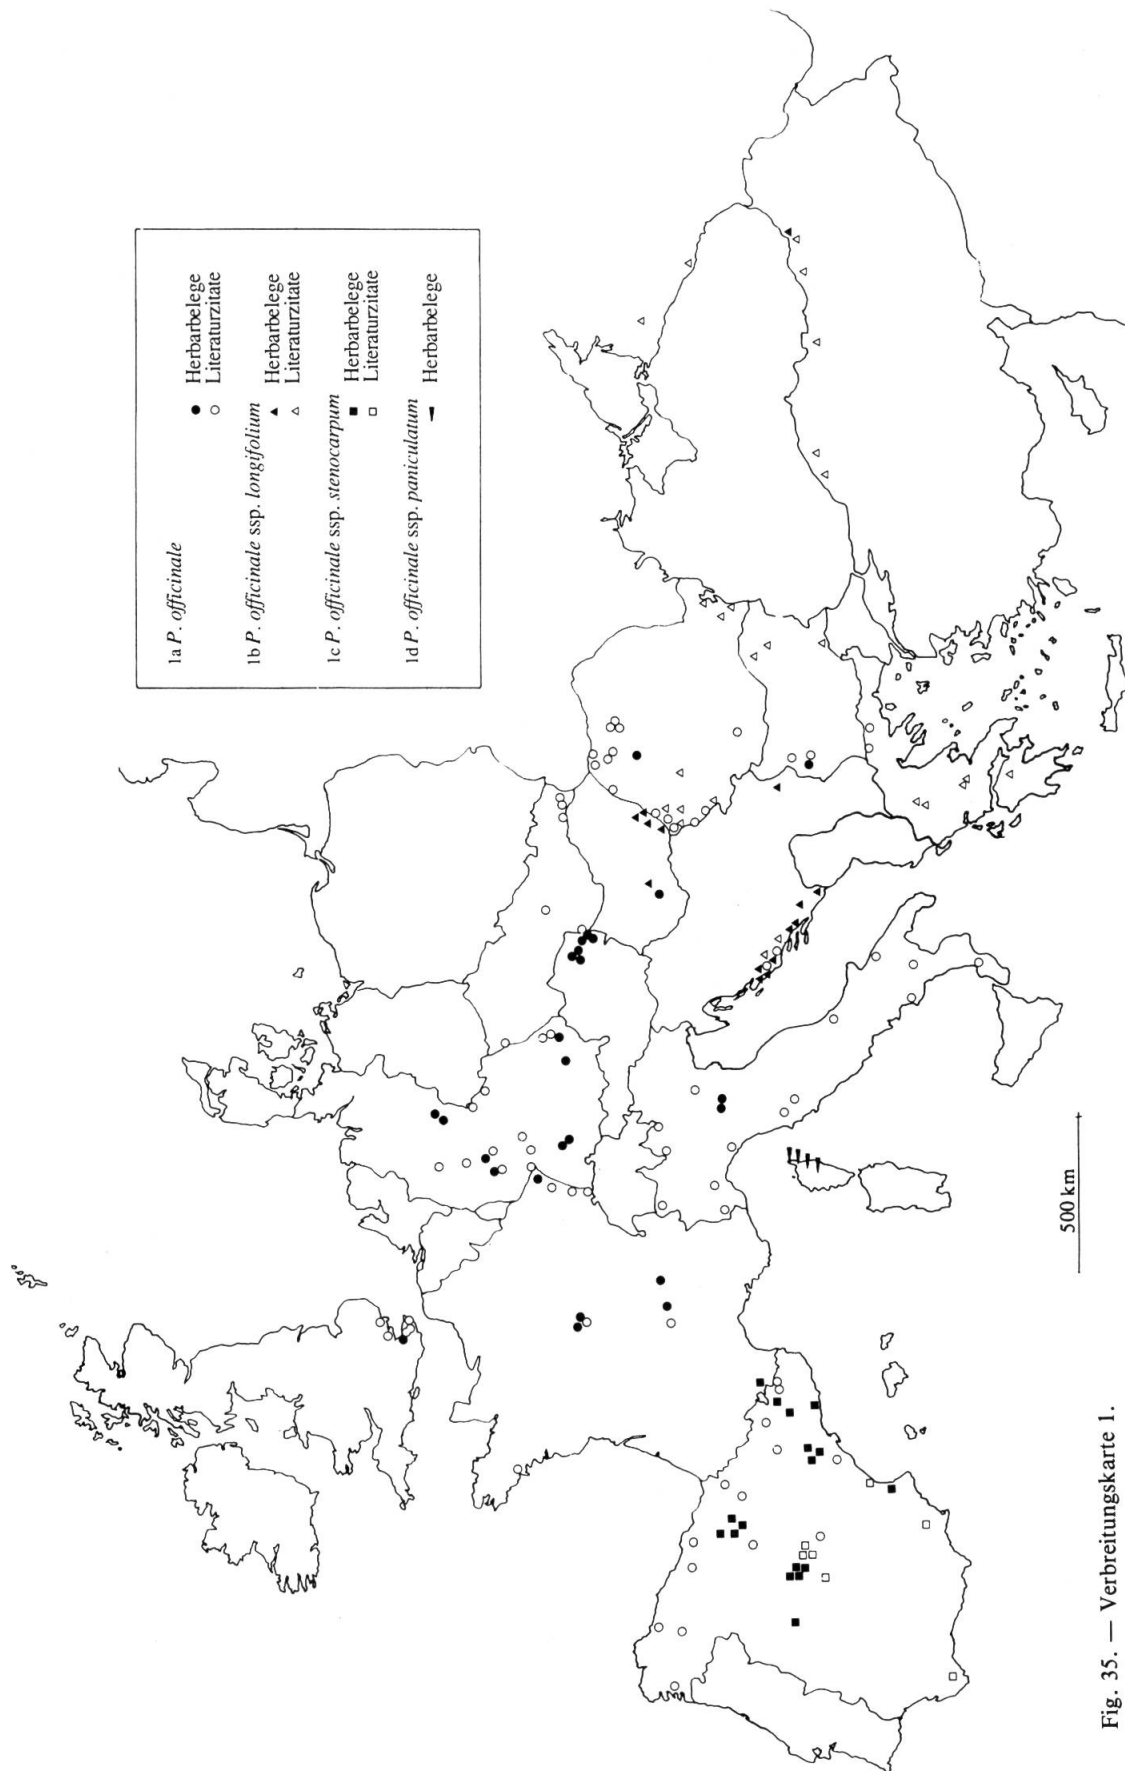 1a P. officinale
● Herbarbelege
○ Literaturzitate
1b P. officinale ssp. longifolium
▲ Herbarbelege
△ Literaturzitate
1c P. officinale ssp. stenocarpum
■ Herbarbelege
□ Literaturzitate
1d P. officinale ssp. paniculatum
Herbarbelege
500 km
Fig. 35. — Verbreitungskarte 1.